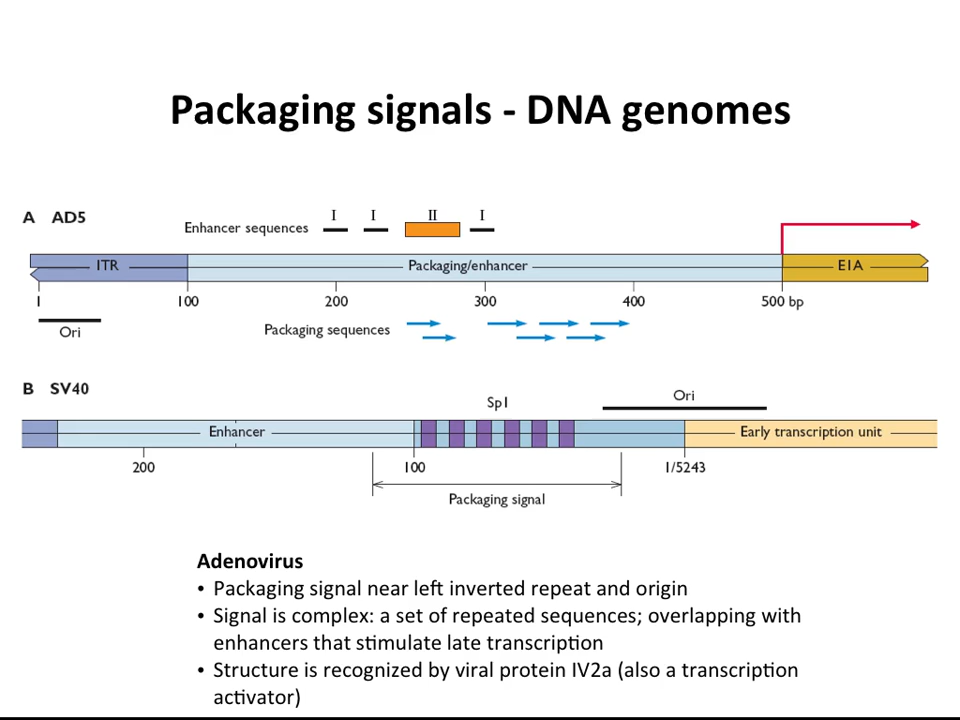 Packaging signals - DNA genomes
A AD5
I I II I
Enhancer sequences
ITR Packaging/enhancer E1A
1 100 200 300 400 500 bp
Ori Packaging sequences
B SV40
Sp1 Ori
Enhancer Early transcription unit
200 100 1/5243
Packaging signal
Adenovirus
• Packaging signal near left inverted repeat and origin
• Signal is complex: a set of repeated sequences; overlapping with
enhancers that stimulate late transcription
• Structure is recognized by viral protein IV2a (also a transcription
activator)